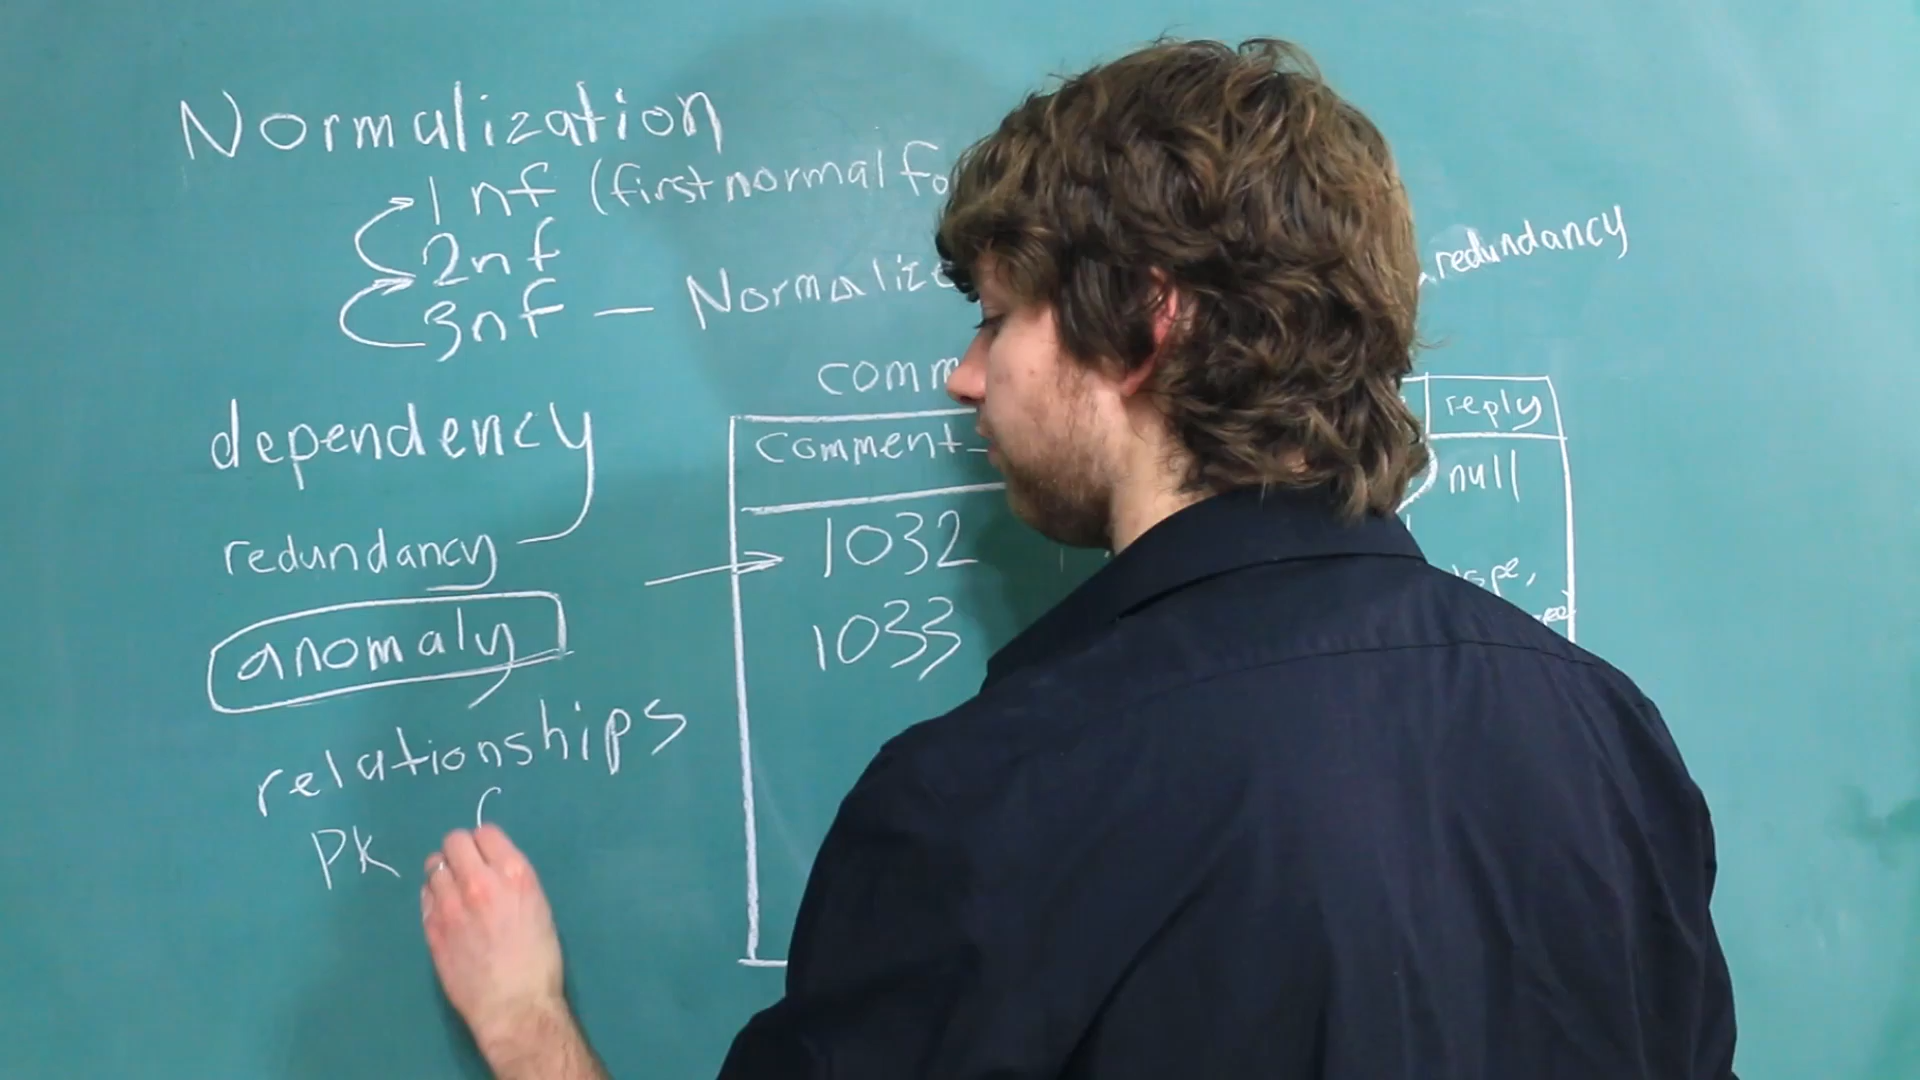 Normalization
1nf (first normal fo
2nf
3nf — Normalize
redundancy
dependency
redundancy
anomaly
relationships
PK
comm
comment_
reply
1032
null
1033